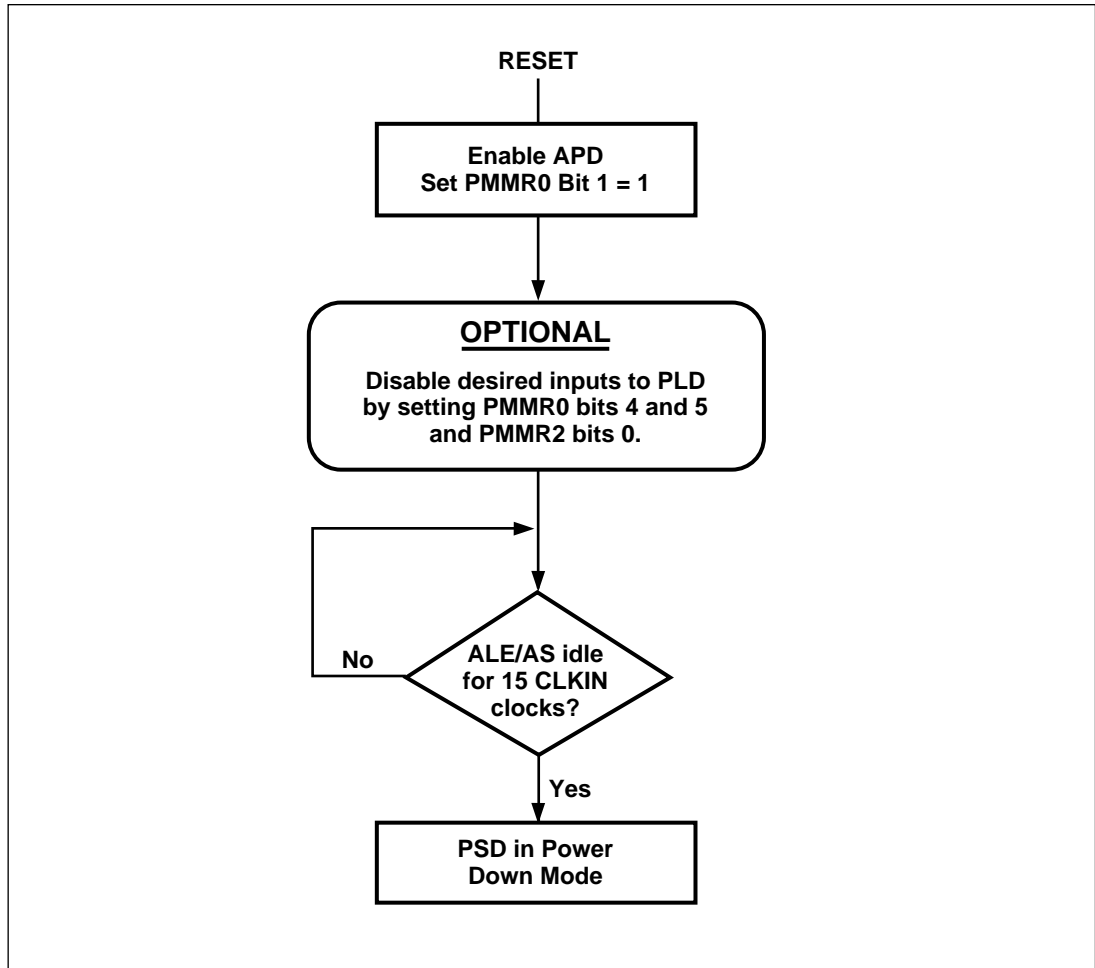 RESET
Enable APD
Set PMMR0 Bit 1 = 1
OPTIONAL
Disable desired inputs to PLD
by setting PMMR0 bits 4 and 5
and PMMR2 bits 0.
No
ALE/AS idle
for 15 CLKIN
clocks?
Yes
PSD in Power
Down Mode